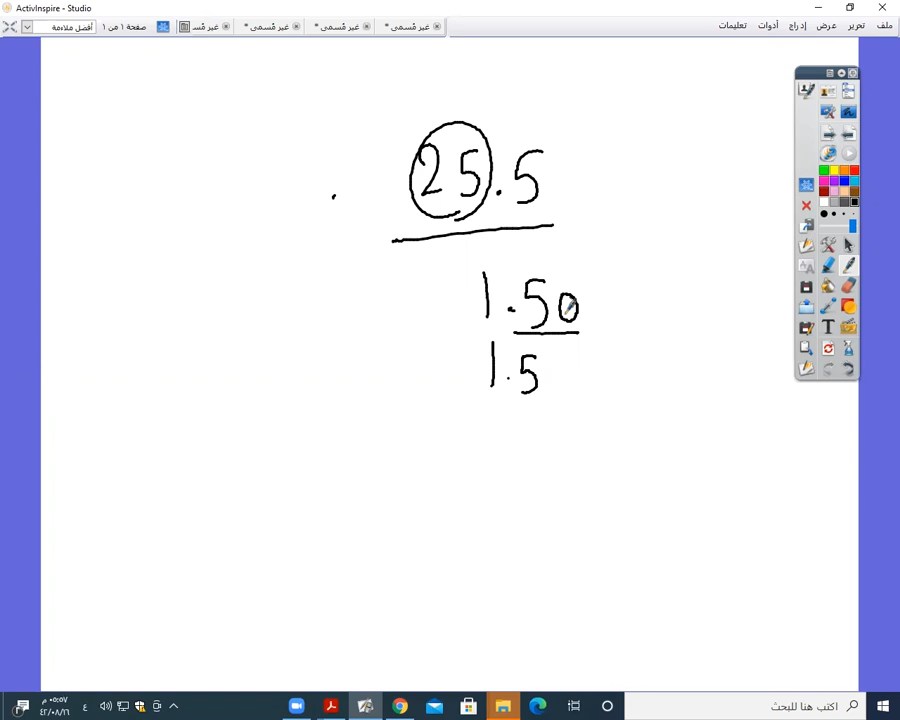 ActivInspire - Studio
ملف تحرير عرض إدراج أدوات تعليمات
غير مُسمى * غير مُسمى * غير مُسمى * غير مُس صفحة ١ من ١ أفضل ملاءمة
25.5
1.50
1.5
T
اكتب هنا للبحث
ع